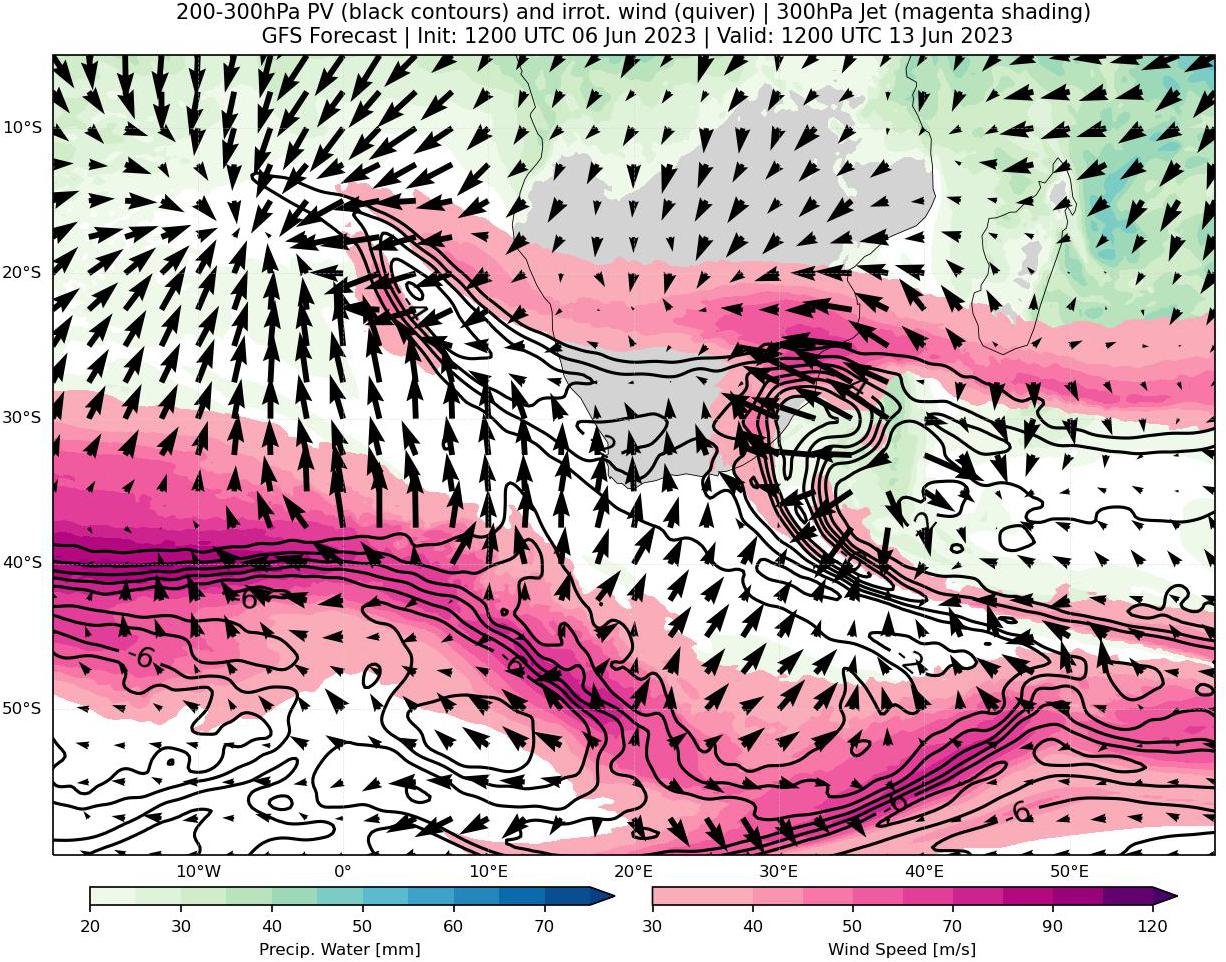 200-300hPa PV (black contours) and irrot. wind (quiver) | 300hPa Jet (magenta shading)
GFS Forecast | Init: 1200 UTC 06 Jun 2023 | Valid: 1200 UTC 13 Jun 2023
10°S
20°S
30°S
40°S
50°S
-6
-6
-6
-2
-2
-6
-6
10°W 0° 10°E 20°E 30°E 40°E 50°E
20 30 40 50 60 70
30 40 50 70 90 120
Precip. Water [mm]
Wind Speed [m/s]